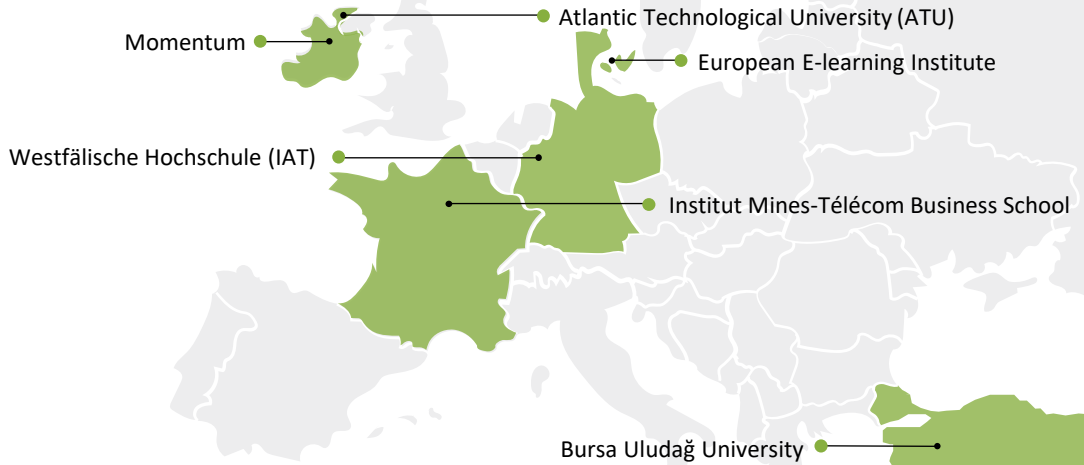 Atlantic Technological University (ATU)
Momentum
European E-learning Institute
Westfälische Hochschule (IAT)
Institut Mines-Télécom Business School
Bursa Uludağ University